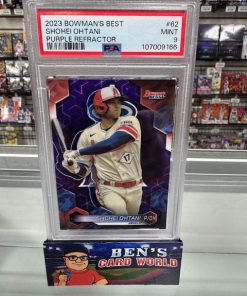 2023 BOWMAN'S BEST #62
SHOHEI OHTANI MINT
PURPLE REFRACTOR PSA 9
107009166
BOWMAN'S
BEST
17
SHOHEI OHTANI
BEN'S
CARD WORLD